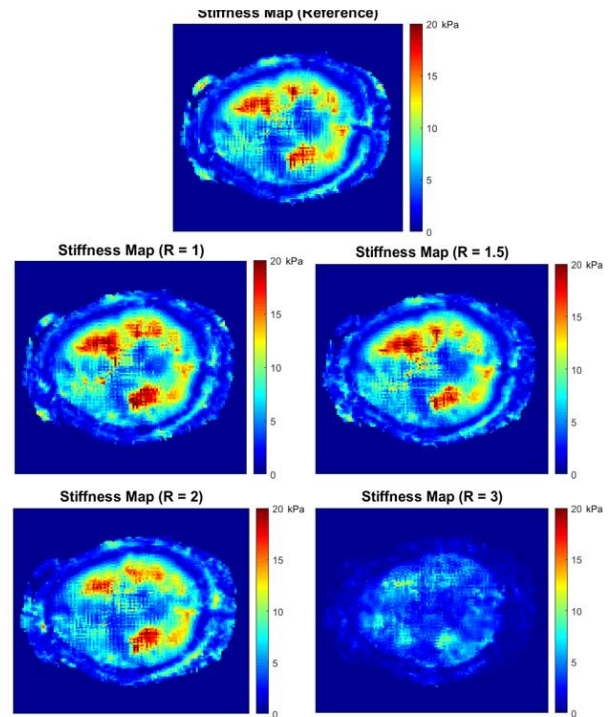 Stiffness Map (Reference)
20 kPa
15
10
5
0
Stiffness Map (R = 1)
20 kPa
15
10
5
0
Stiffness Map (R = 1.5)
20 kPa
15
10
5
0
Stiffness Map (R = 2)
20 kPa
15
10
5
0
Stiffness Map (R = 3)
20 kPa
15
10
5
0